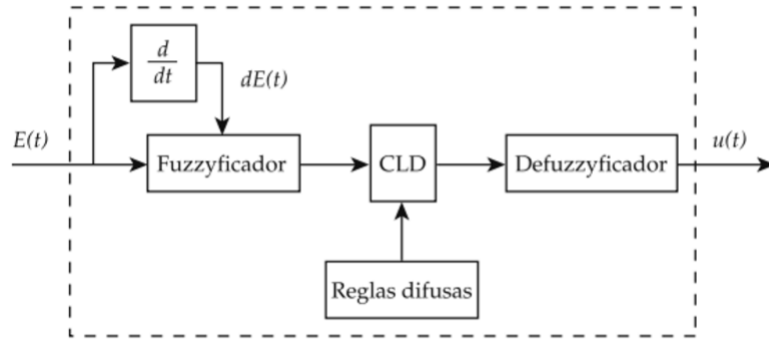 d
dt
dE(t)
E(t)
Fuzzyficador
CLD
Defuzzyficador
u(t)
Reglas difusas